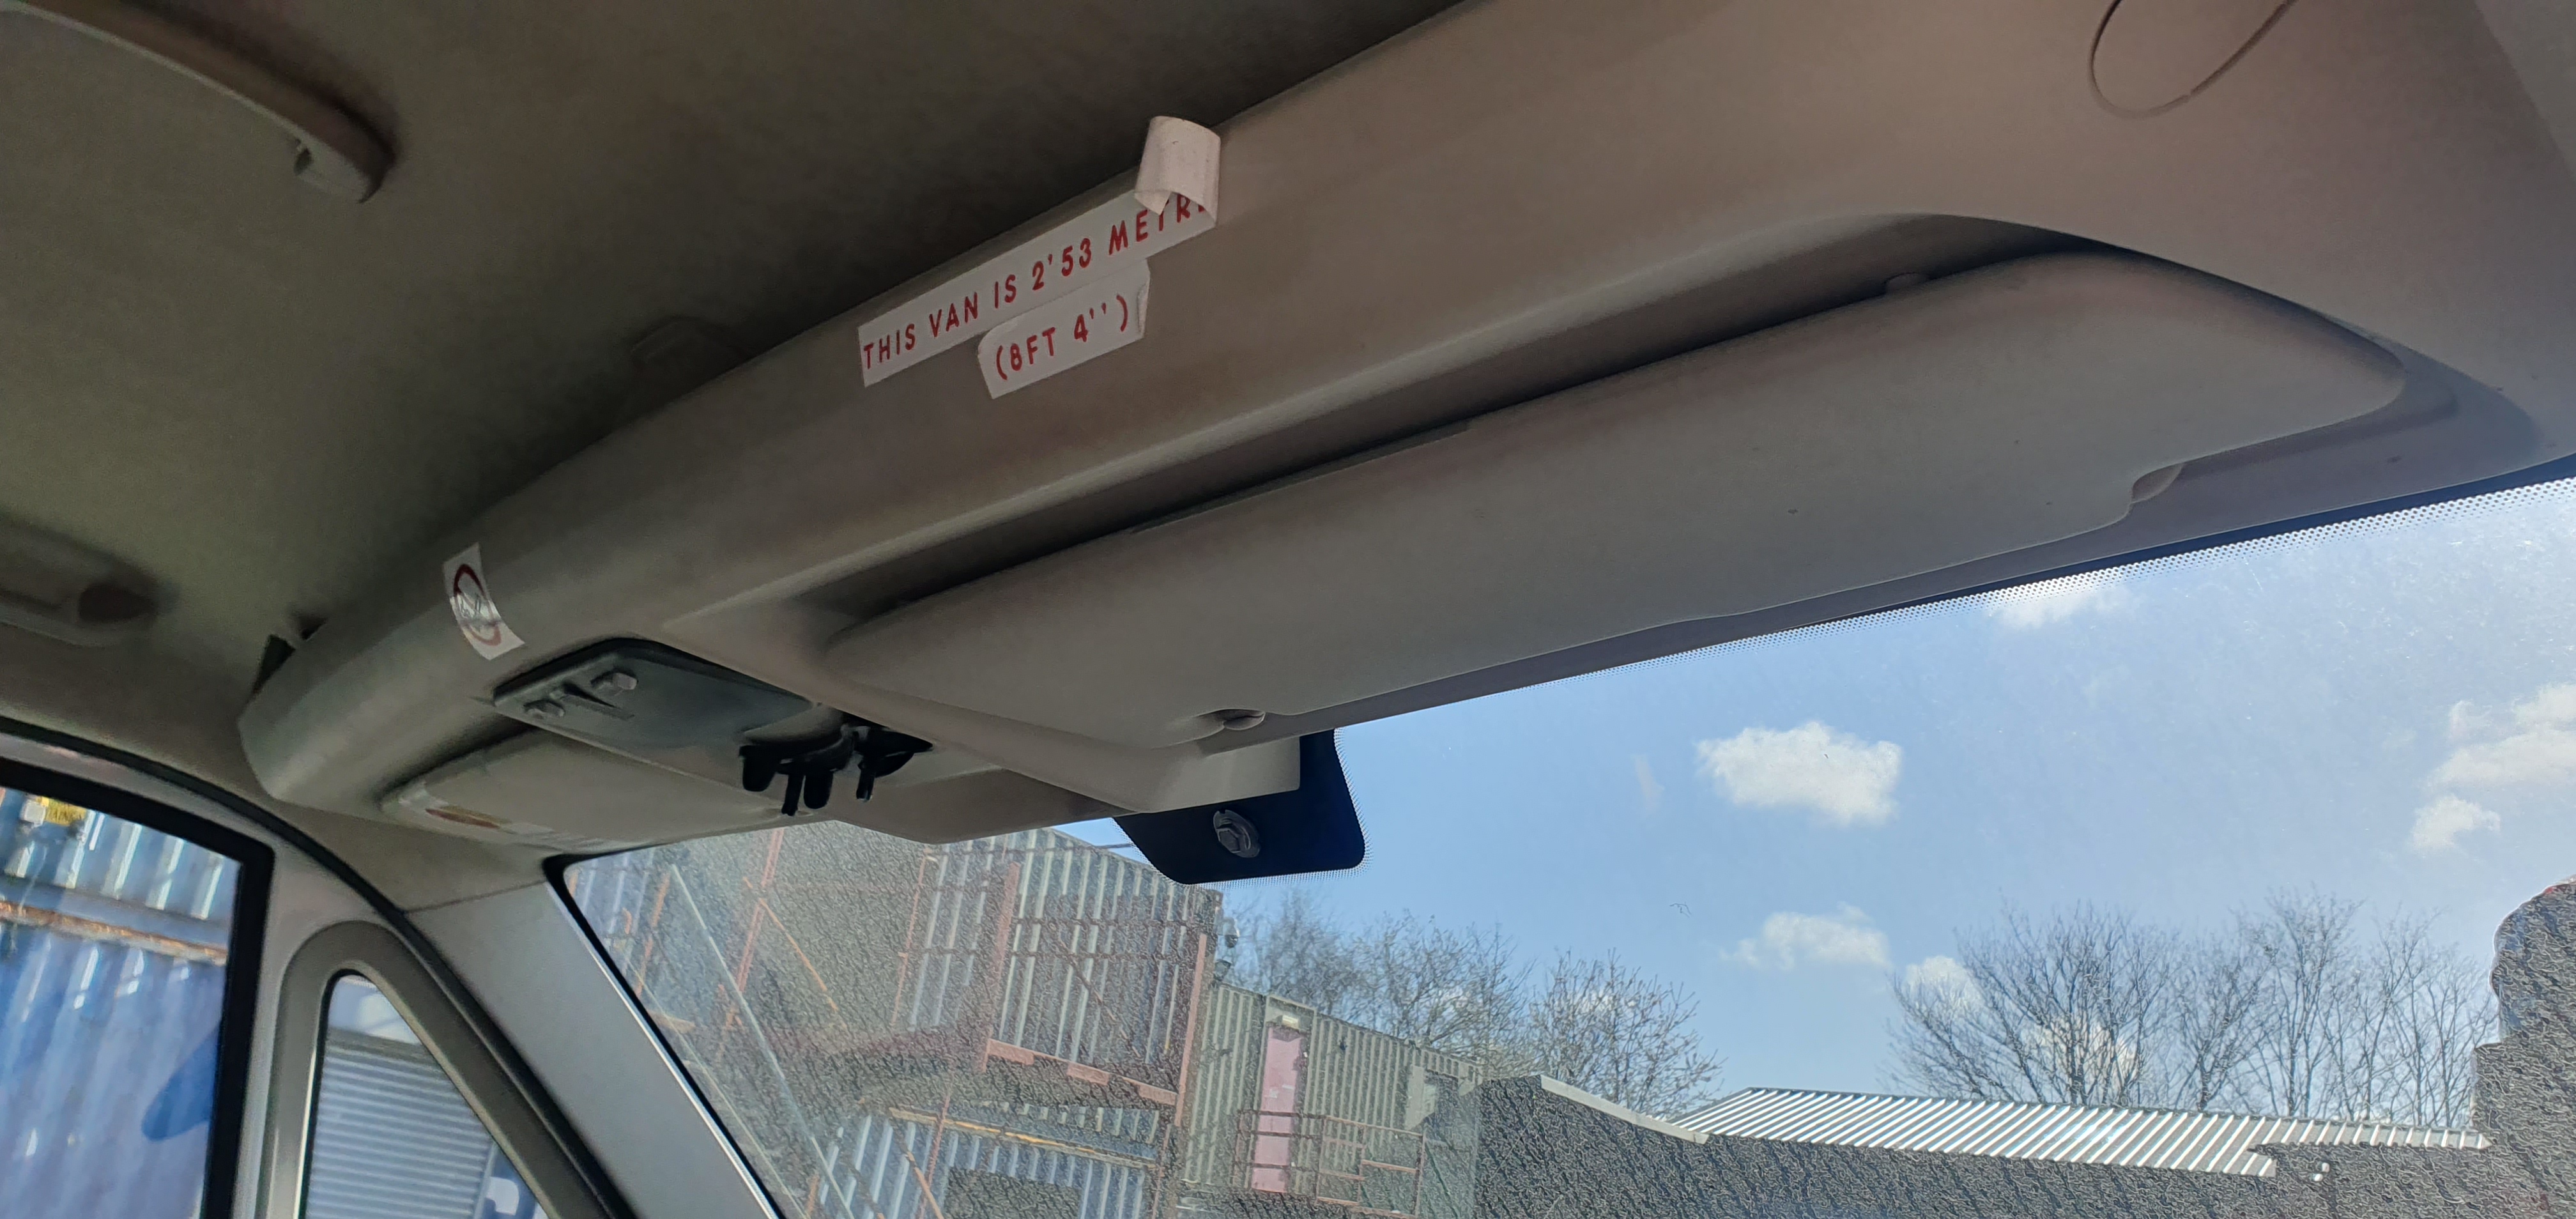 THIS VAN IS 2'53 METR
(8FT 4'')